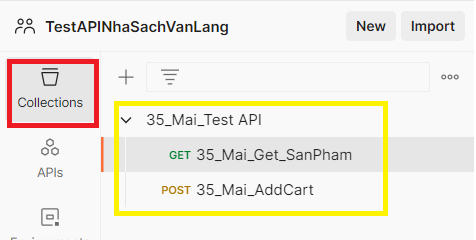 TestAPINhaSachVanLang
New
Import
Collections
35_Mai_Test API
GET 35_Mai_Get_SanPham
APIs
POST 35_Mai_AddCart